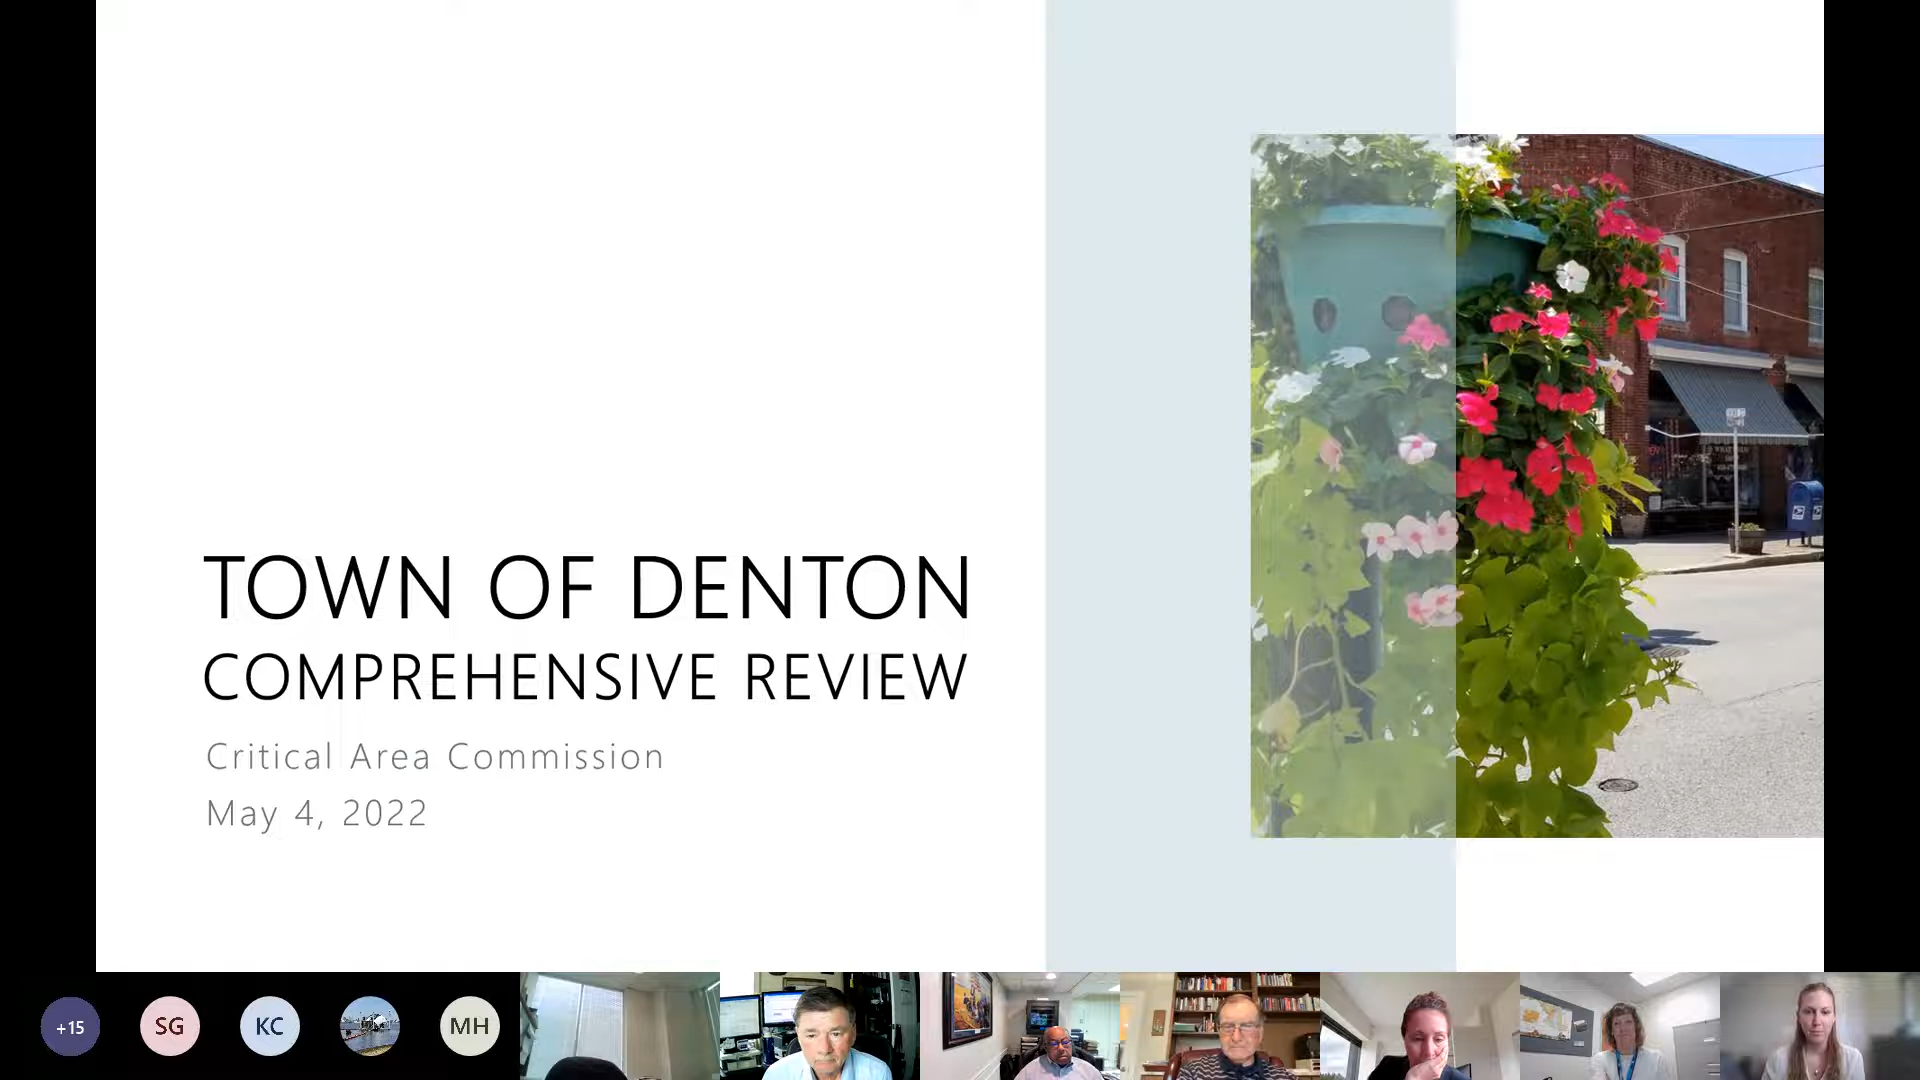 TOWN OF DENTON
COMPREHENSIVE REVIEW
Critical Area Commission
May 4, 2022
+15
SG
KC
MH